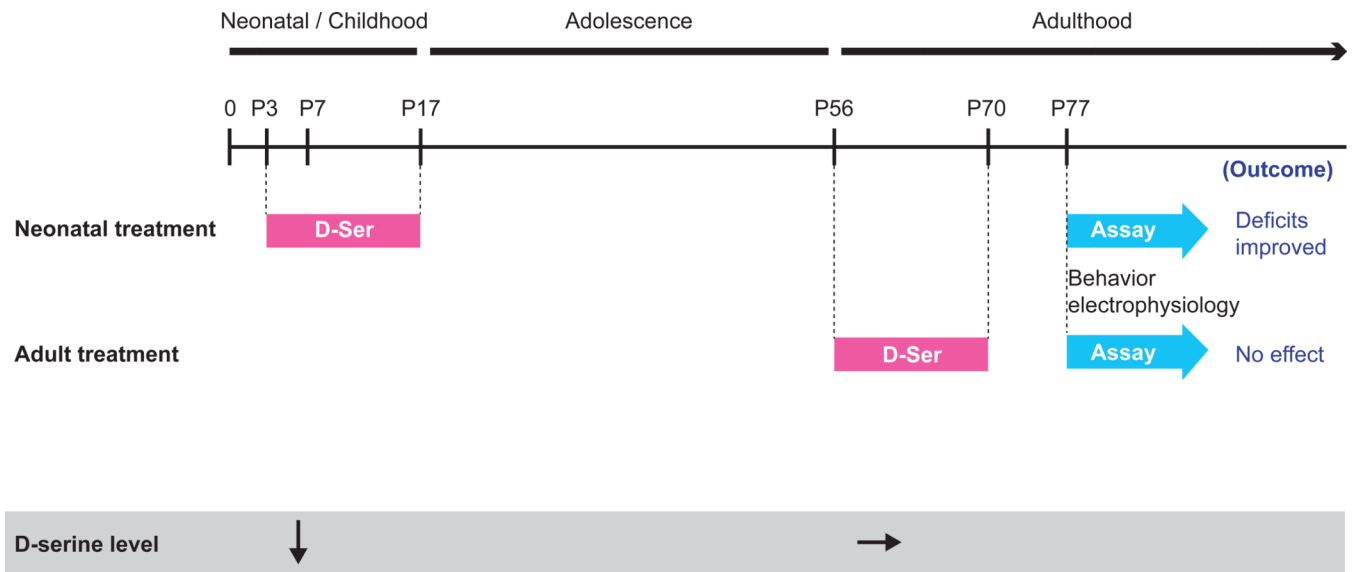 Neonatal / Childhood
Adolescence
Adulthood
0
P3
P7
P17
P56
P70
P77
(Outcome)
Neonatal treatment
D-Ser
Assay
Deficits
improved
Behavior
electrophysiology
Adult treatment
D-Ser
Assay
No effect
D-serine level